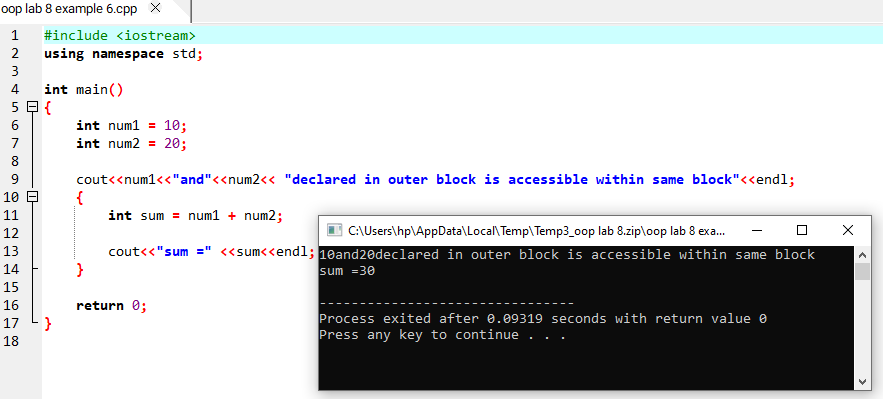 oop lab 8 example 6.cpp
1 #include <iostream>
2 using namespace std;
3
4 int main()
5 {
6 int num1 = 10;
7 int num2 = 20;
8
9 cout<<num1<<"and"<<num2<< "declared in outer block is accessible within same block"<<endl;
10 {
11 int sum = num1 + num2;
12
13 cout<<"sum =" <<sum<<endl;
14 }
15
16 return 0;
17 }
18
C:\Users\hp\AppData\Local\Temp\Temp3_oop lab 8.zip\oop lab 8 exa...
10and20declared in outer block is accessible within same block
sum =30
--------------------------------
Process exited after 0.09319 seconds with return value 0
Press any key to continue . . .